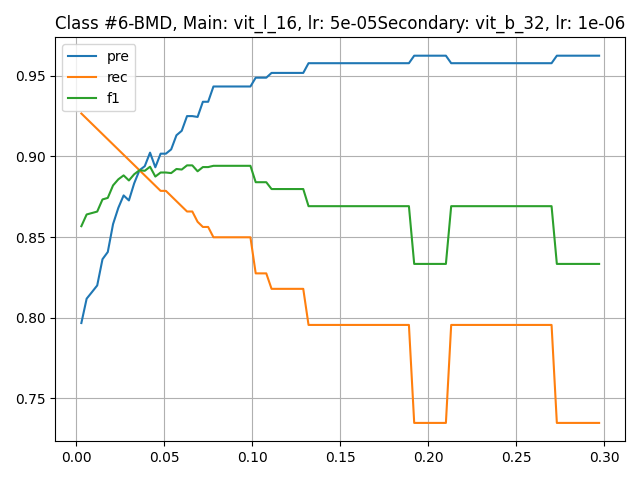 Class #6-BMD, Main: vit_l_16, lr: 5e-05Secondary: vit_b_32, lr: 1e-06
pre
rec
f1
0.95
0.90
0.85
0.80
0.75
0.00 0.05 0.10 0.15 0.20 0.25 0.30